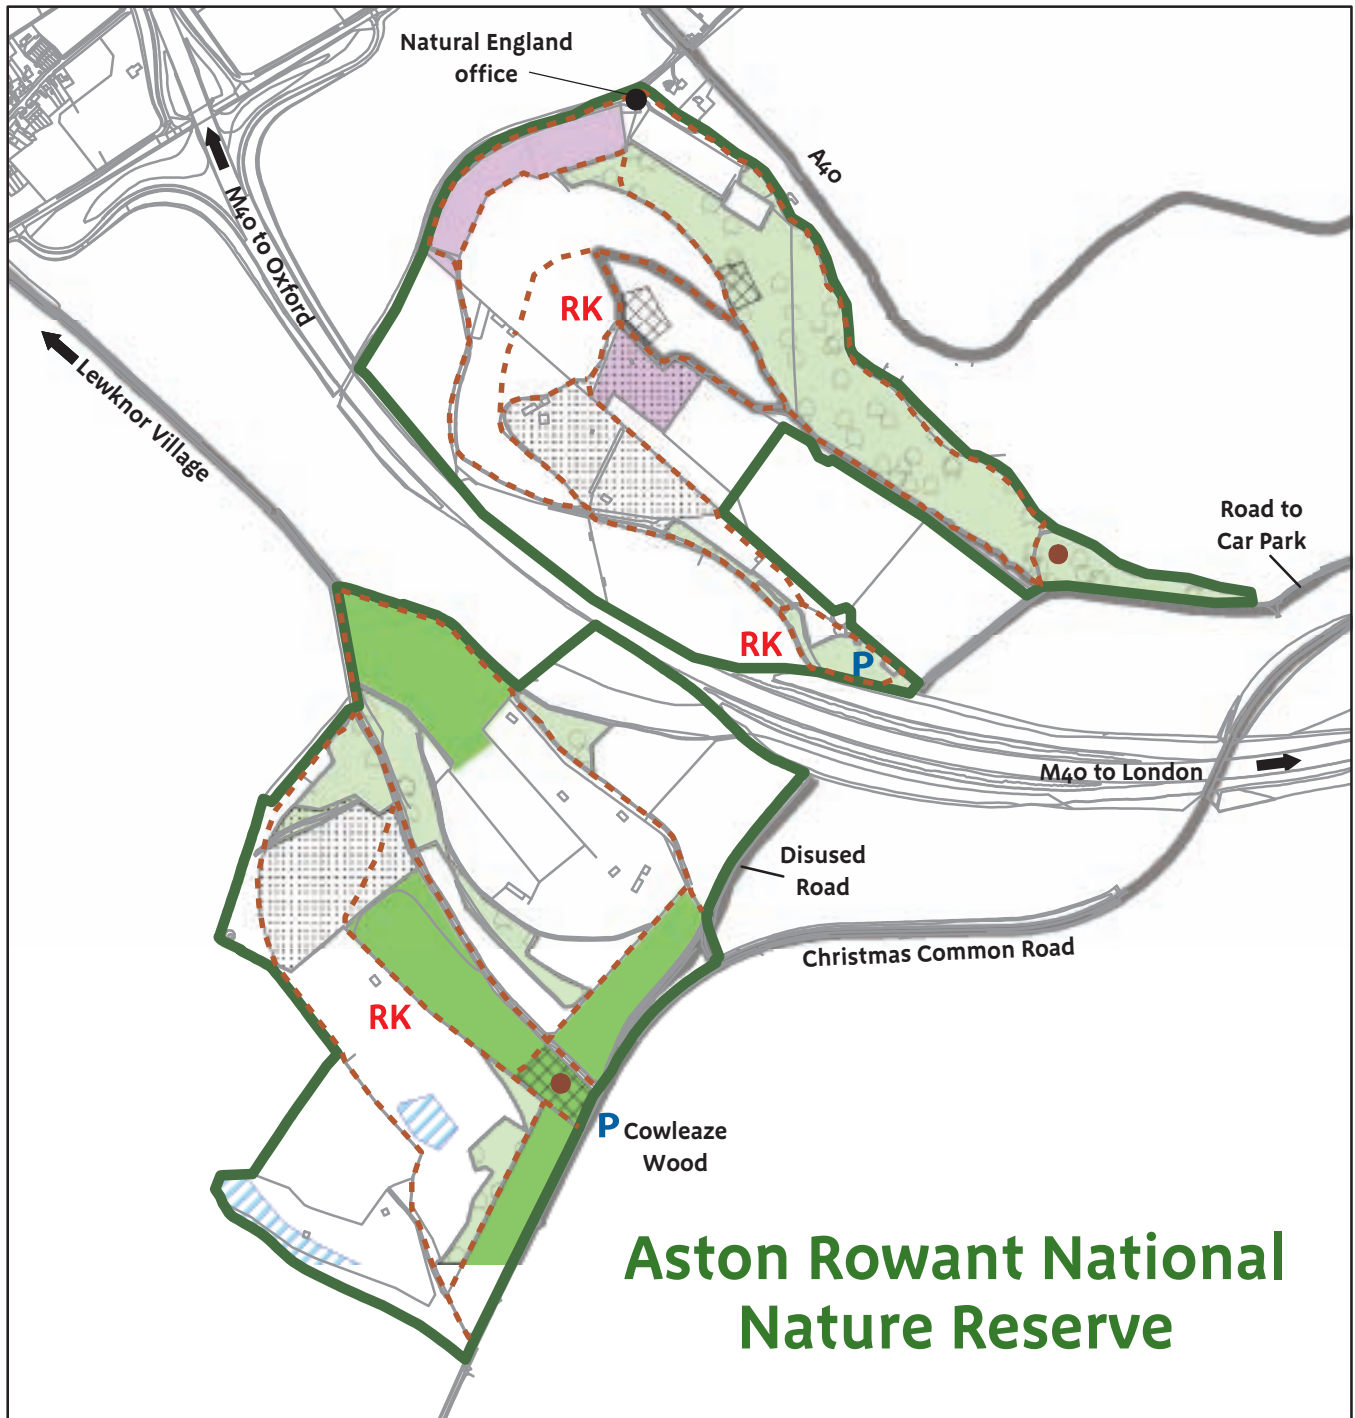 Natural England
office
A40
M40 to Oxford
RK
Lewknor Village
Road to
Car Park
RK
P
M40 to London
Disused
Road
Christmas Common Road
RK
P Cowleaze
Wood
Aston Rowant National
Nature Reserve